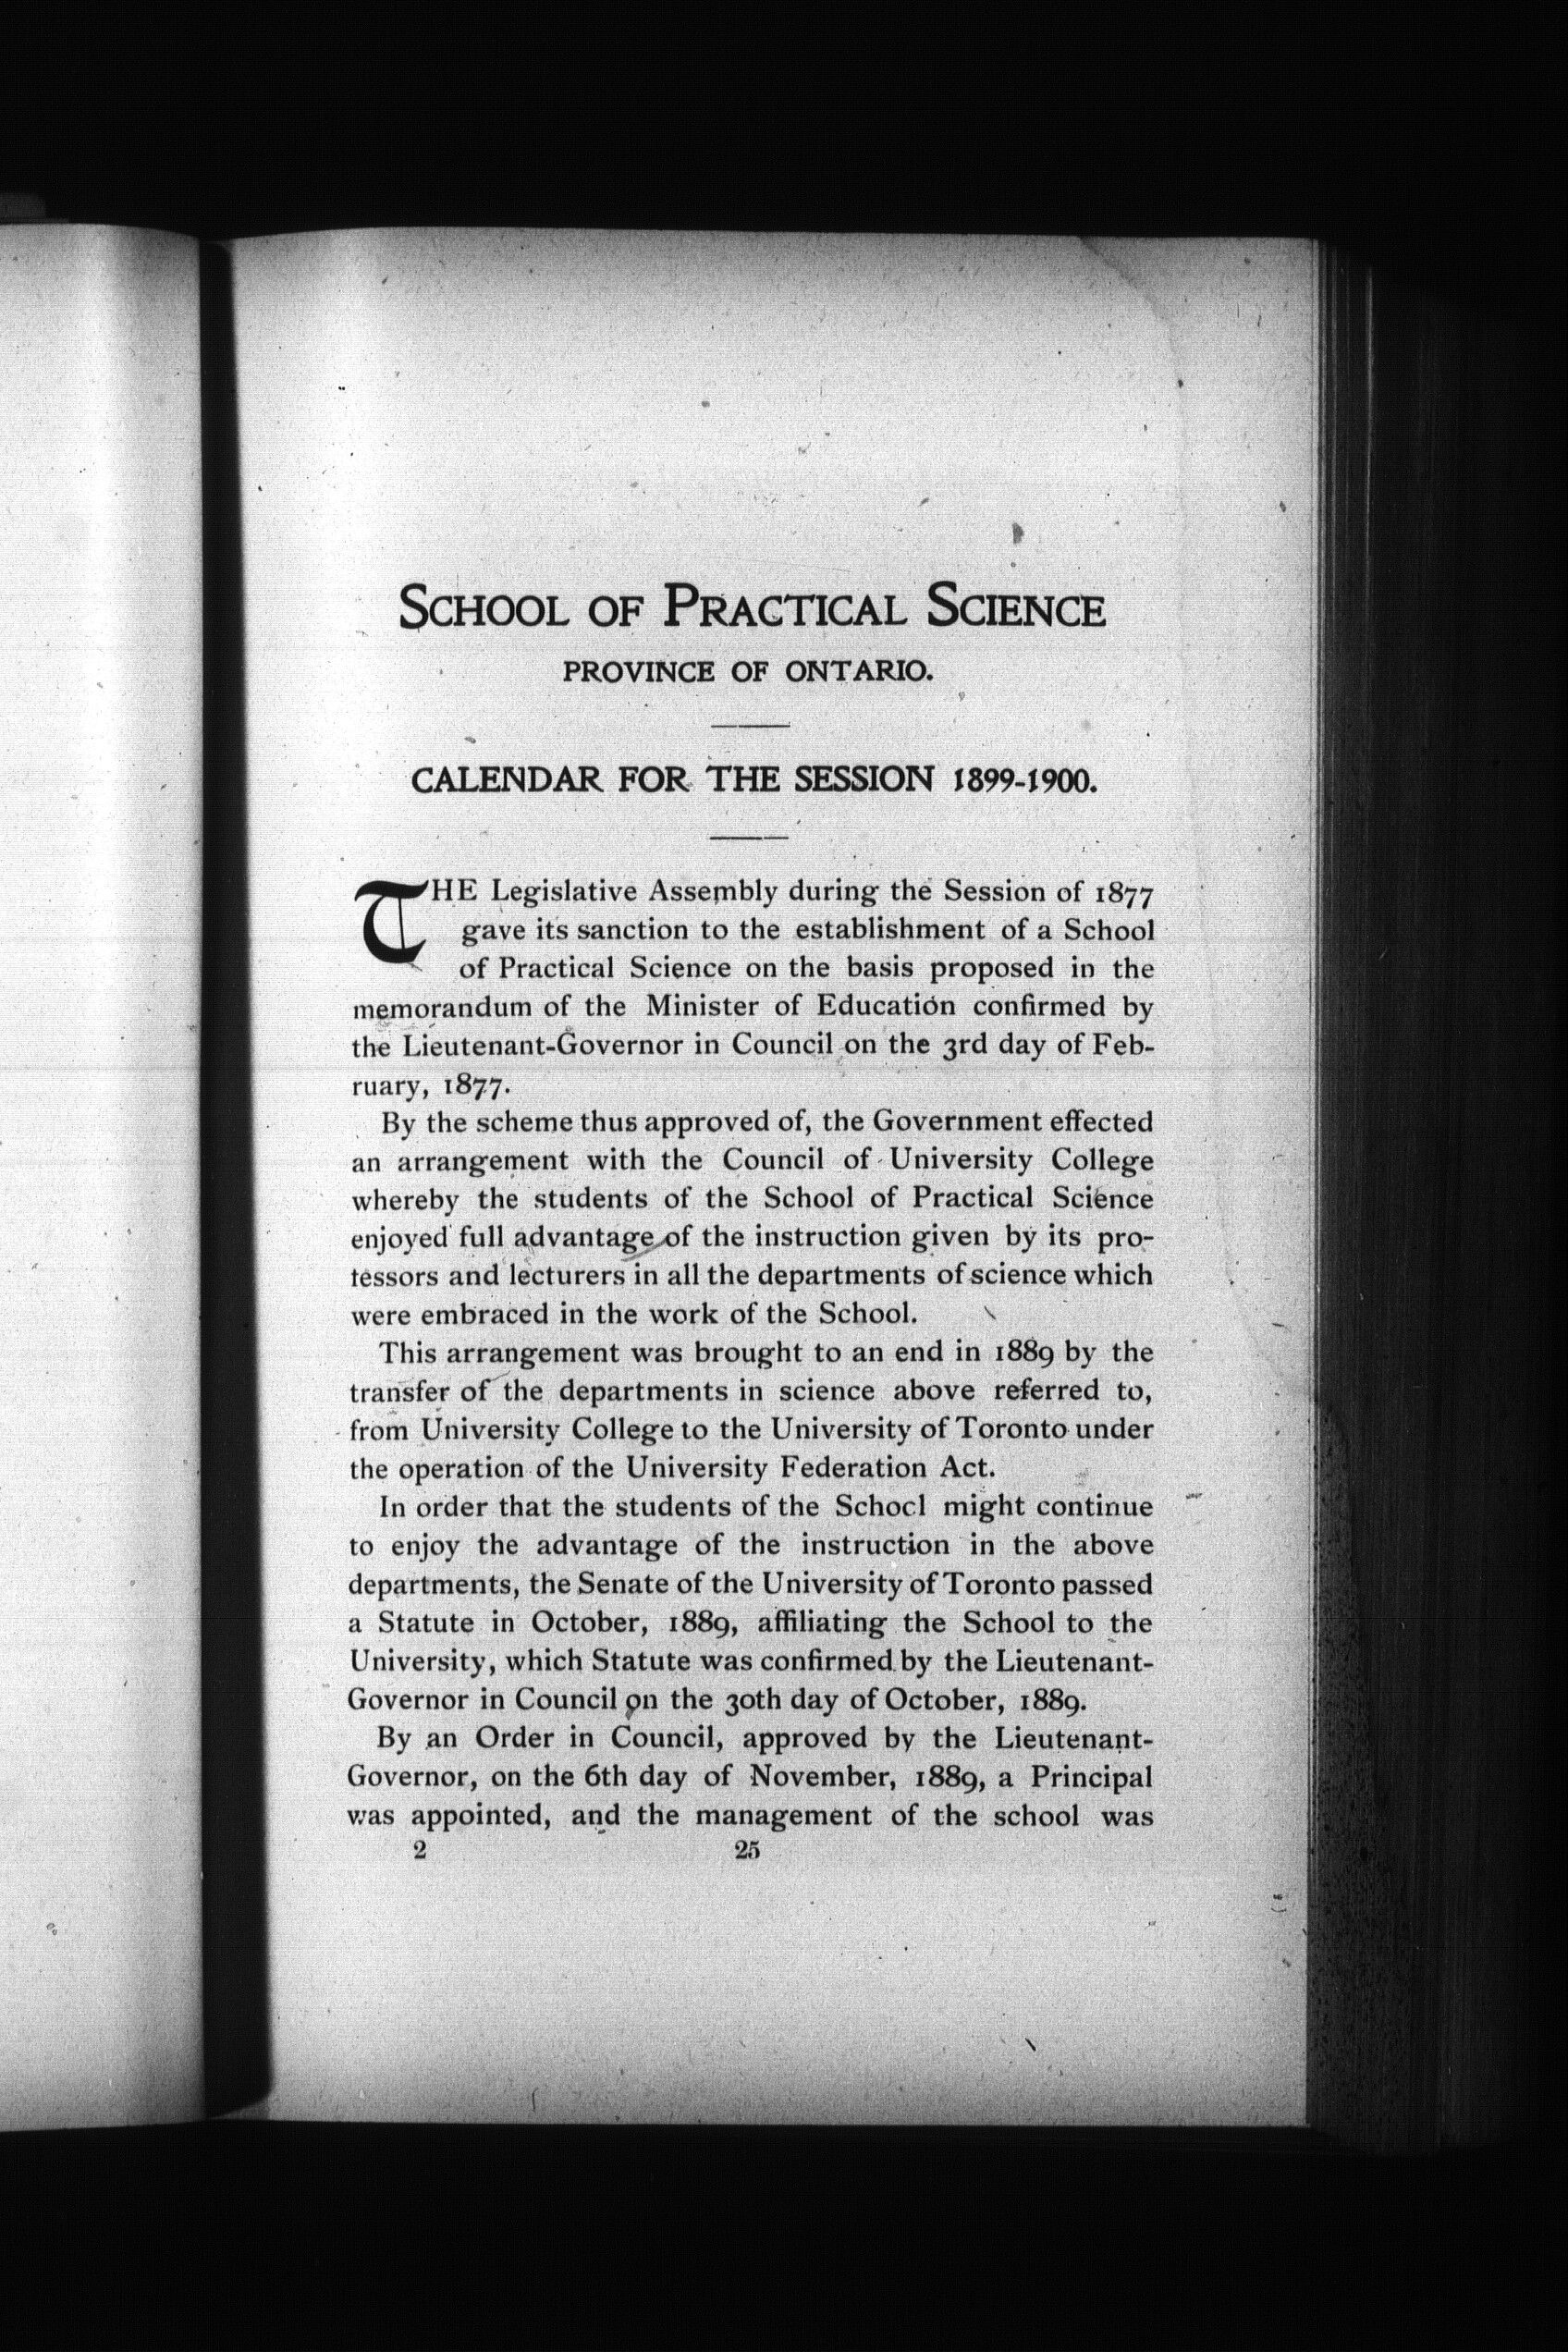 SCHOOL OF PRACTICAL SCIENCE
PROVINCE OF ONTARIO.
CALENDAR FOR THE SESSION 1899-1900.
THE Legislative Assembly during the Session of 1877
gave its sanction to the establishment of a School
of Practical Science on the basis proposed in the
memorandum of the Minister of Education confirmed by
the Lieutenant-Governor in Council on the 3rd day of Feb-
ruary, 1877.
By the scheme thus approved of, the Government effected
an arrangement with the Council of University College
whereby the students of the School of Practical Science
enjoyed full advantage of the instruction given by its pro-
tessors and lecturers in all the departments of science which
were embraced in the work of the School.
This arrangement was brought to an end in 1889 by the
transfer of the departments in science above referred to,
from University College to the University of Toronto under
the operation of the University Federation Act.
In order that the students of the Schocl might continue
to enjoy the advantage of the instruction in the above
departments, the Senate of the University of Toronto passed
a Statute in October, 1889, affiliating the School to the
University, which Statute was confirmed by the Lieutenant-
Governor in Council on the 30th day of October, 1889.
By an Order in Council, approved by the Lieutenant-
Governor, on the 6th day of November, 1889, a Principal
was appointed, and the management of the school was
2 25